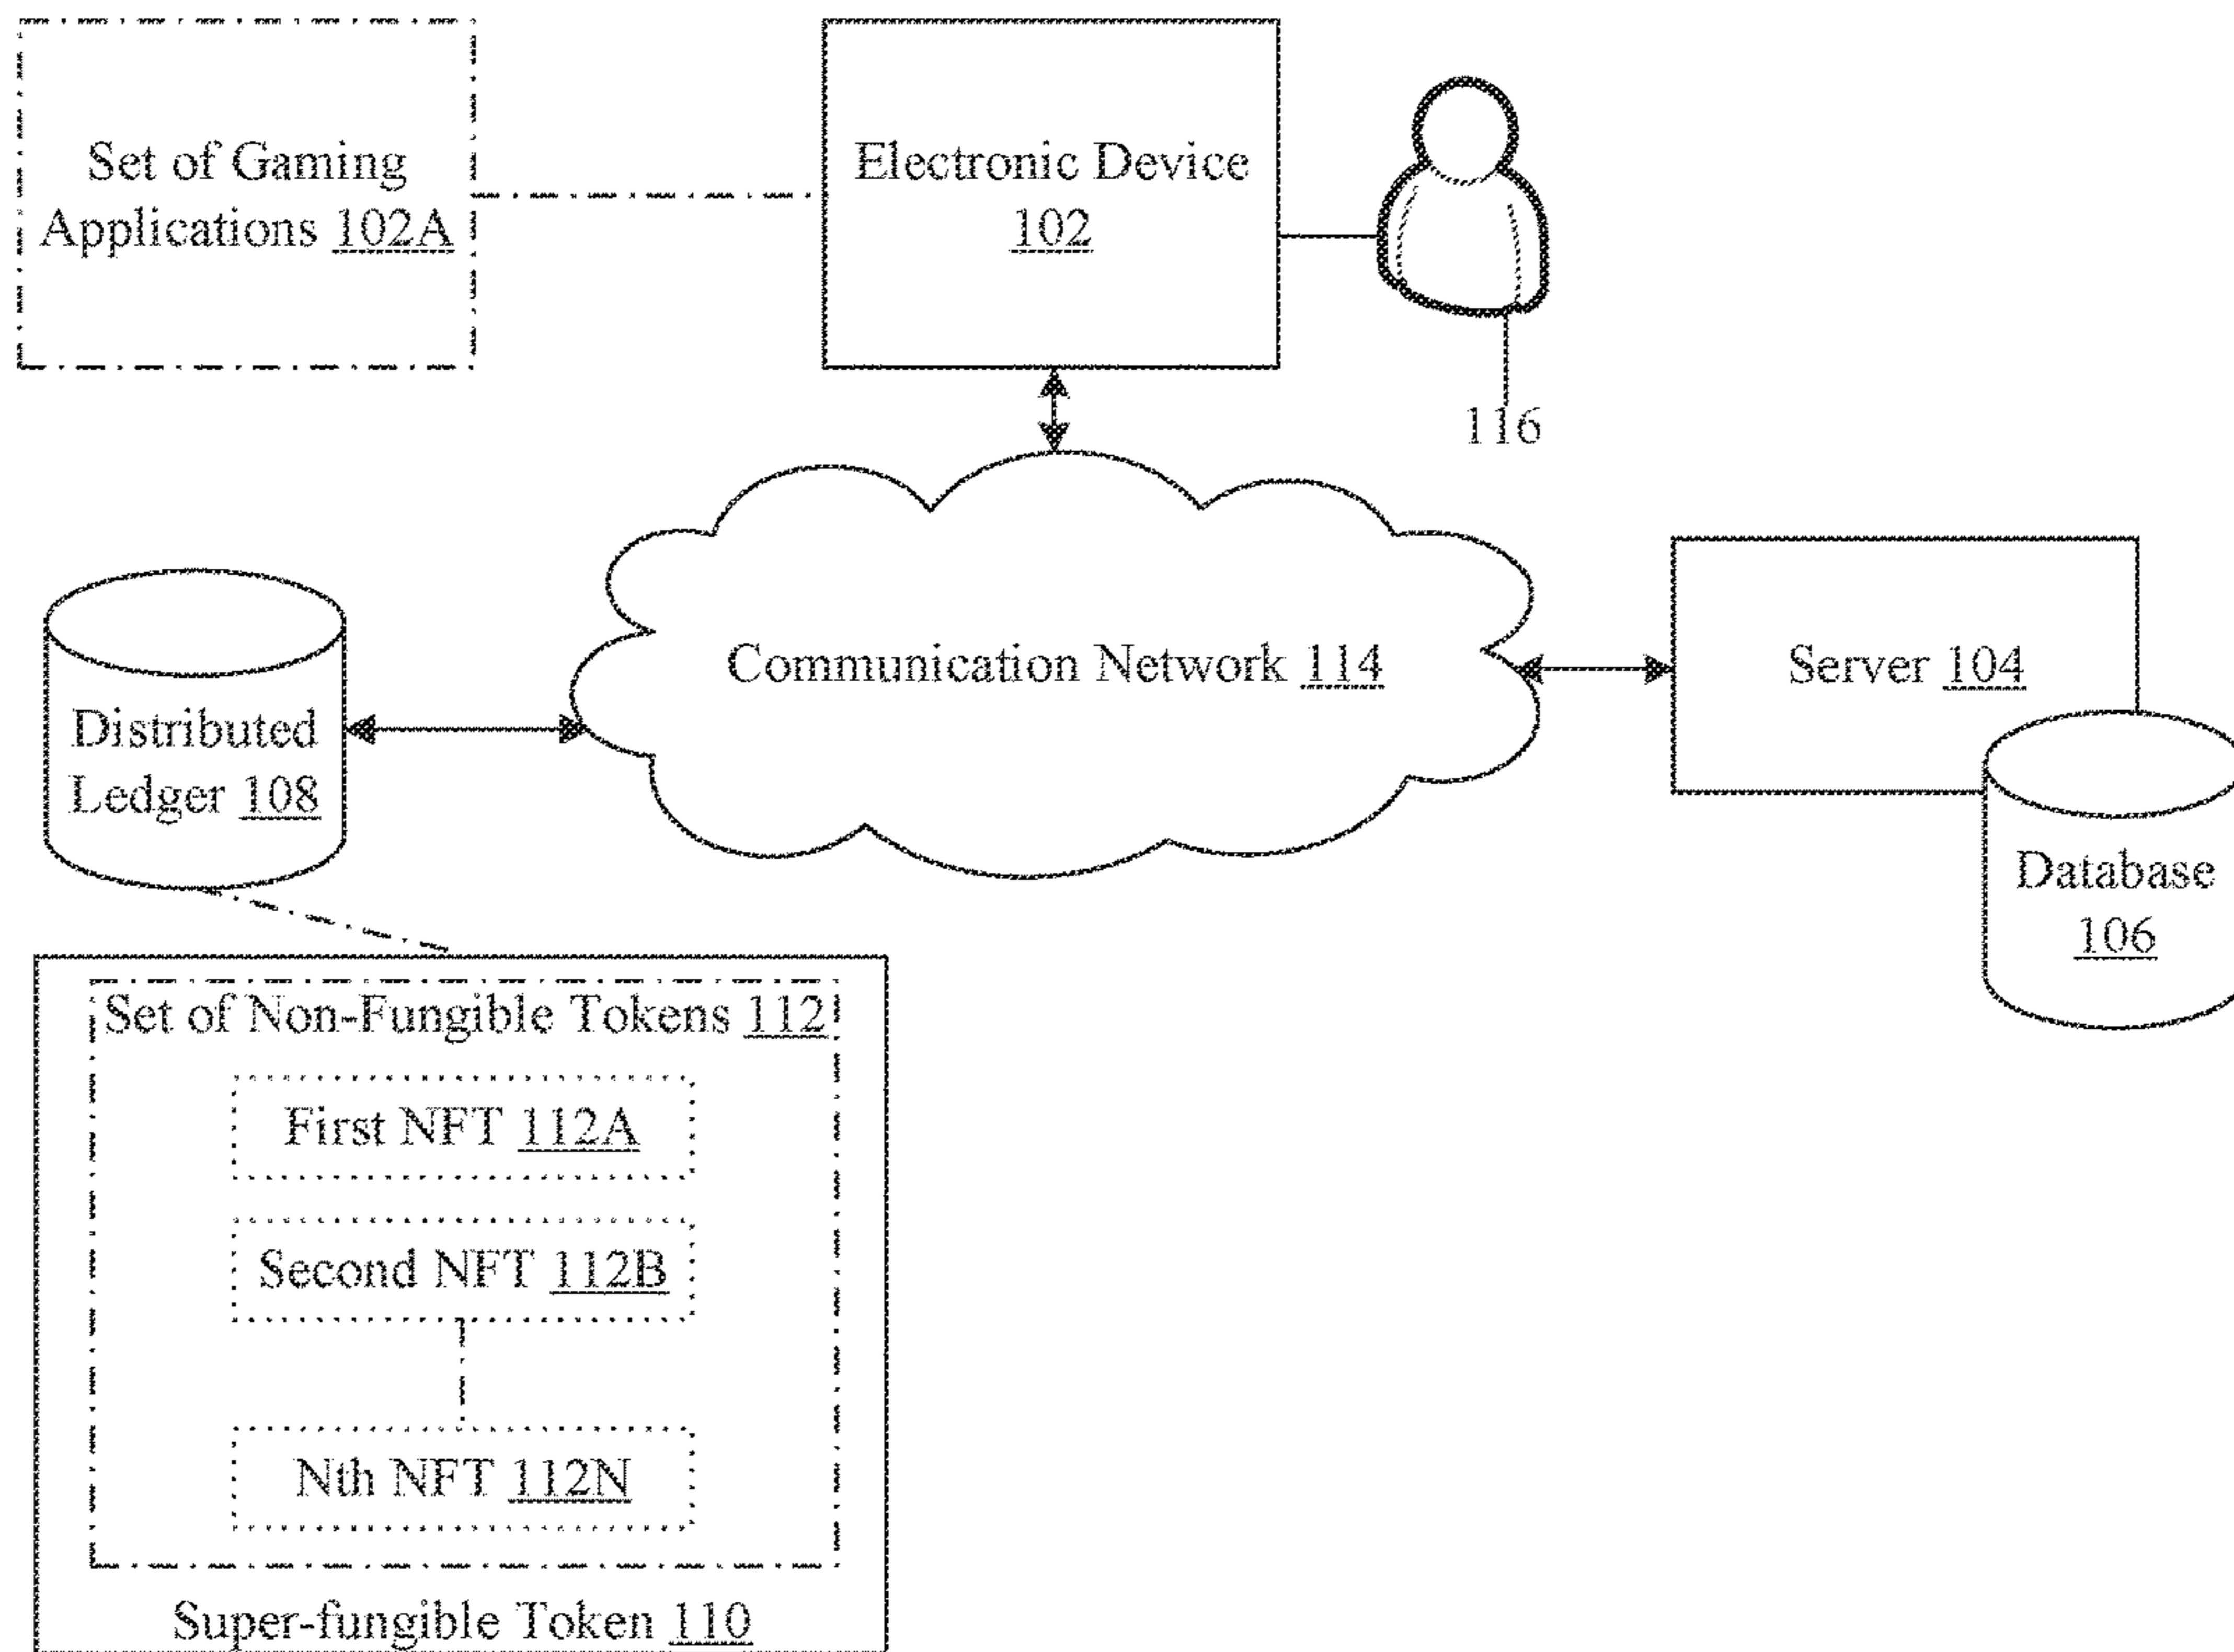 Set of Gaming
Applications 102A
Electronic Device
102
116
Communication Network 114
Server 104
Distributed
Ledger 108
Database
106
Set of Non-Fungible Tokens 112
First NFT 112A
Second NFT 112B
Nth NFT 112N
Super-fungible Token 110